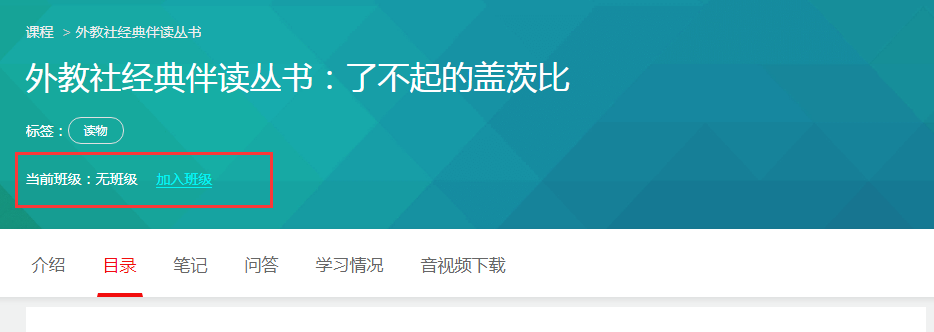 课程 > 外教社经典伴读丛书
外教社经典伴读丛书：了不起的盖茨比
标签：读物
当前班级：无班级 加入班级
介绍 目录 笔记 问答 学习情况 音视频下载